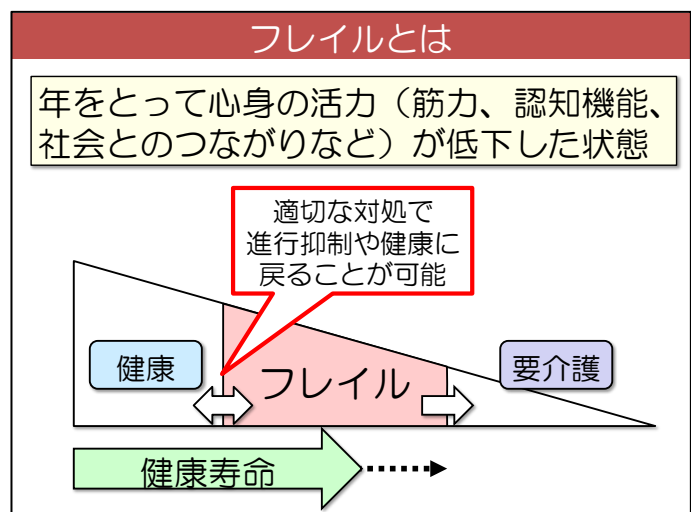 フレイルとは
年をとって心身の活力（筋力、認知機能、
社会とのつながりなど）が低下した状態
適切な対処で
進行抑制や健康に
戻ることが可能
健康
フレイル
要介護
健康寿命